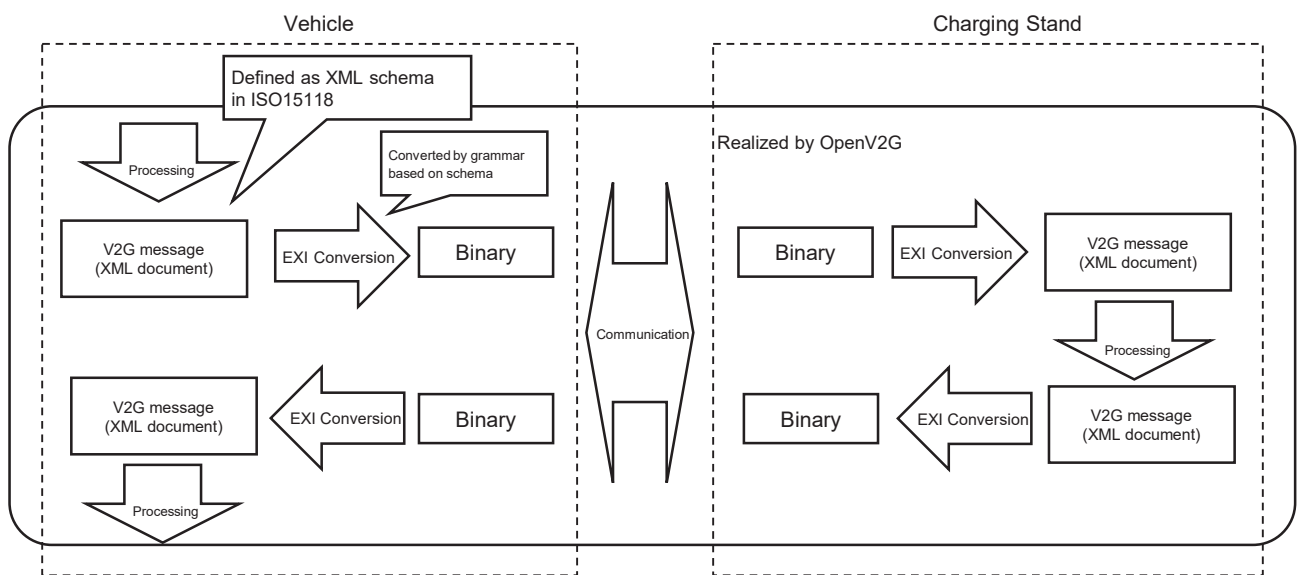 Vehicle
Charging Stand
Defined as XML schema
in ISO15118
Realized by OpenV2G
Processing
Converted by grammar
based on schema
V2G message
(XML document)
EXI Conversion
Binary
Communication
Binary
EXI Conversion
V2G message
(XML document)
Processing
V2G message
(XML document)
EXI Conversion
Binary
Binary
EXI Conversion
V2G message
(XML document)
Processing